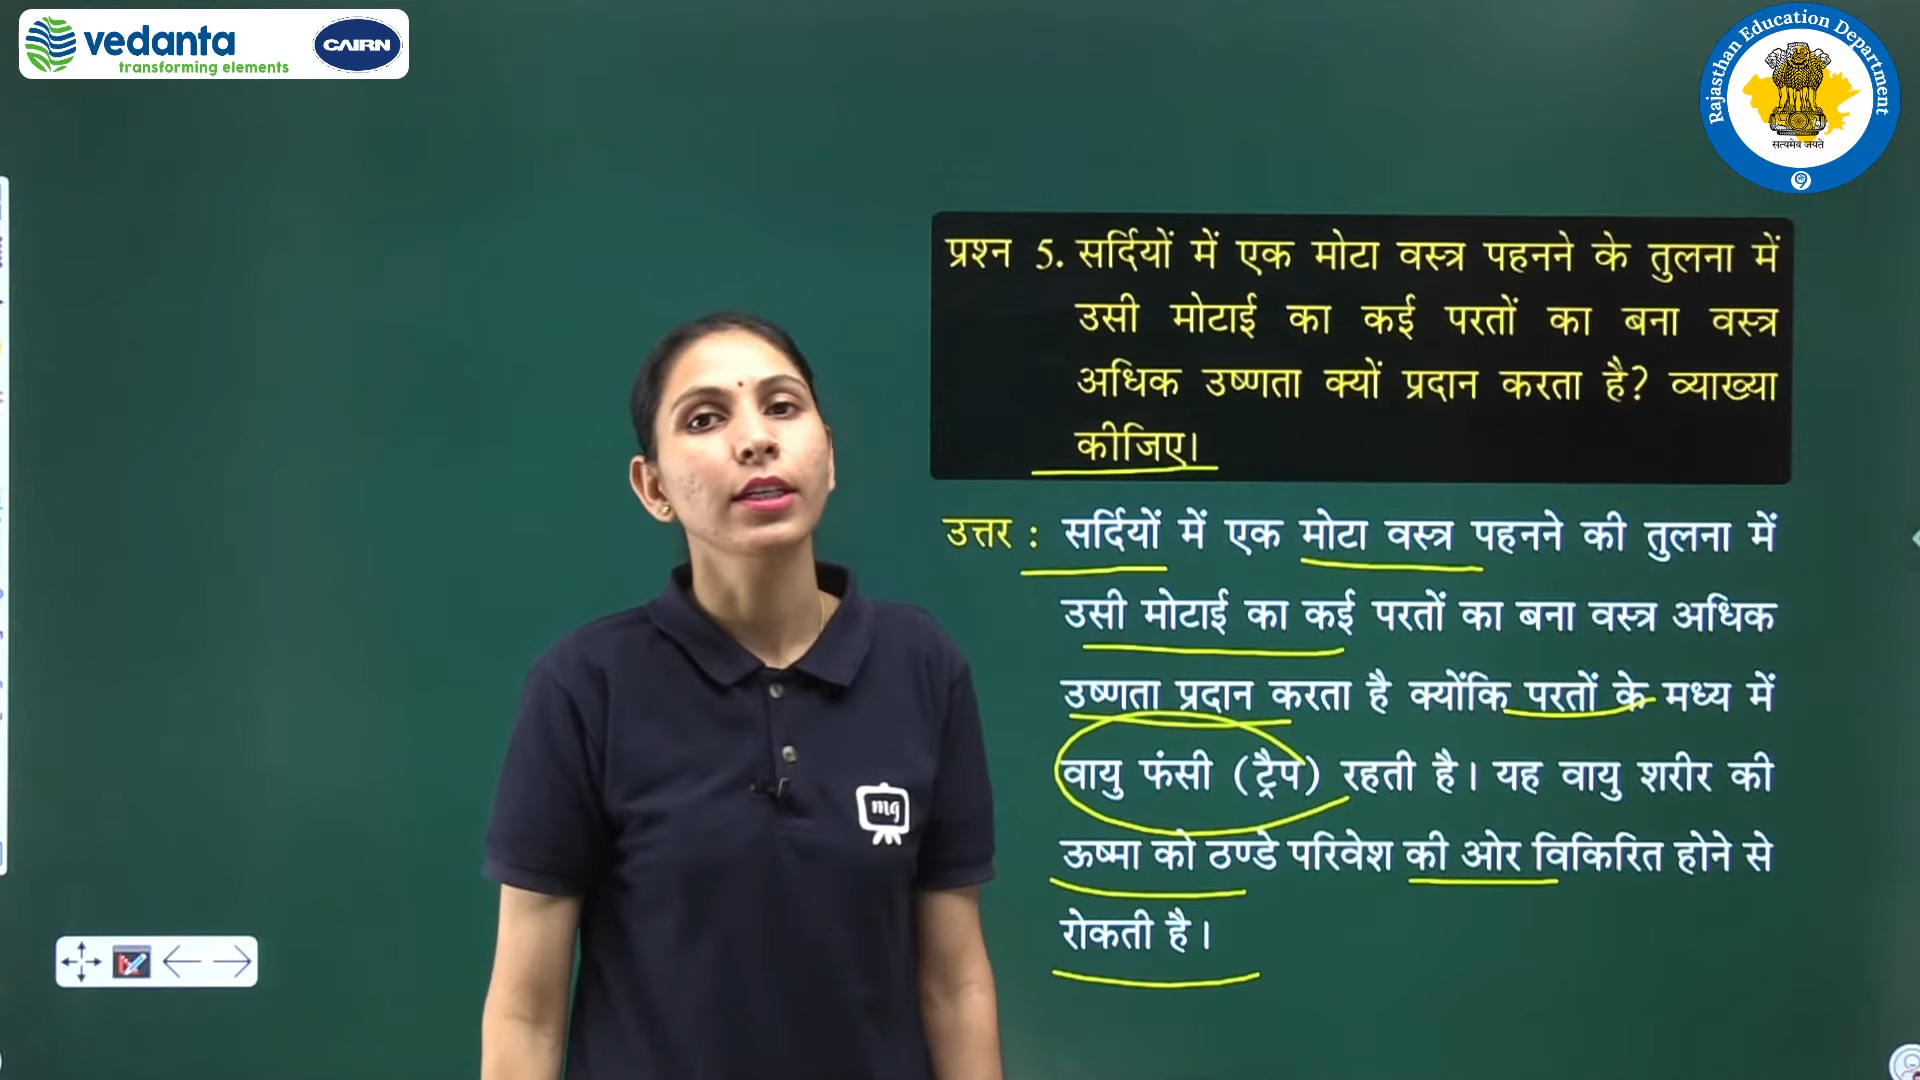 vedanta
transforming elements
CAIRN
Rajasthan Education Department
सत्यमेव जयते
प्रश्न 5. सर्दियों में एक मोटा वस्त्र पहनने के तुलना में
उसी मोटाई का कई परतों का बना वस्त्र
अधिक उष्णता क्यों प्रदान करता है? व्याख्या
कीजिए।
उत्तर : सर्दियों में एक मोटा वस्त्र पहनने की तुलना में
उसी मोटाई का कई परतों का बना वस्त्र अधिक
उष्णता प्रदान करता है क्योंकि परतों के मध्य में
वायु फंसी (ट्रैप) रहती है। यह वायु शरीर की
ऊष्मा को ठण्डे परिवेश की ओर विकिरित होने से
रोकती है।
mg